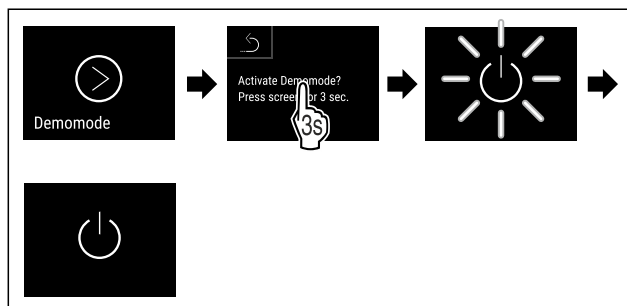 Demomode
Activate Demomode?
Press screen for 3 sec.
3s